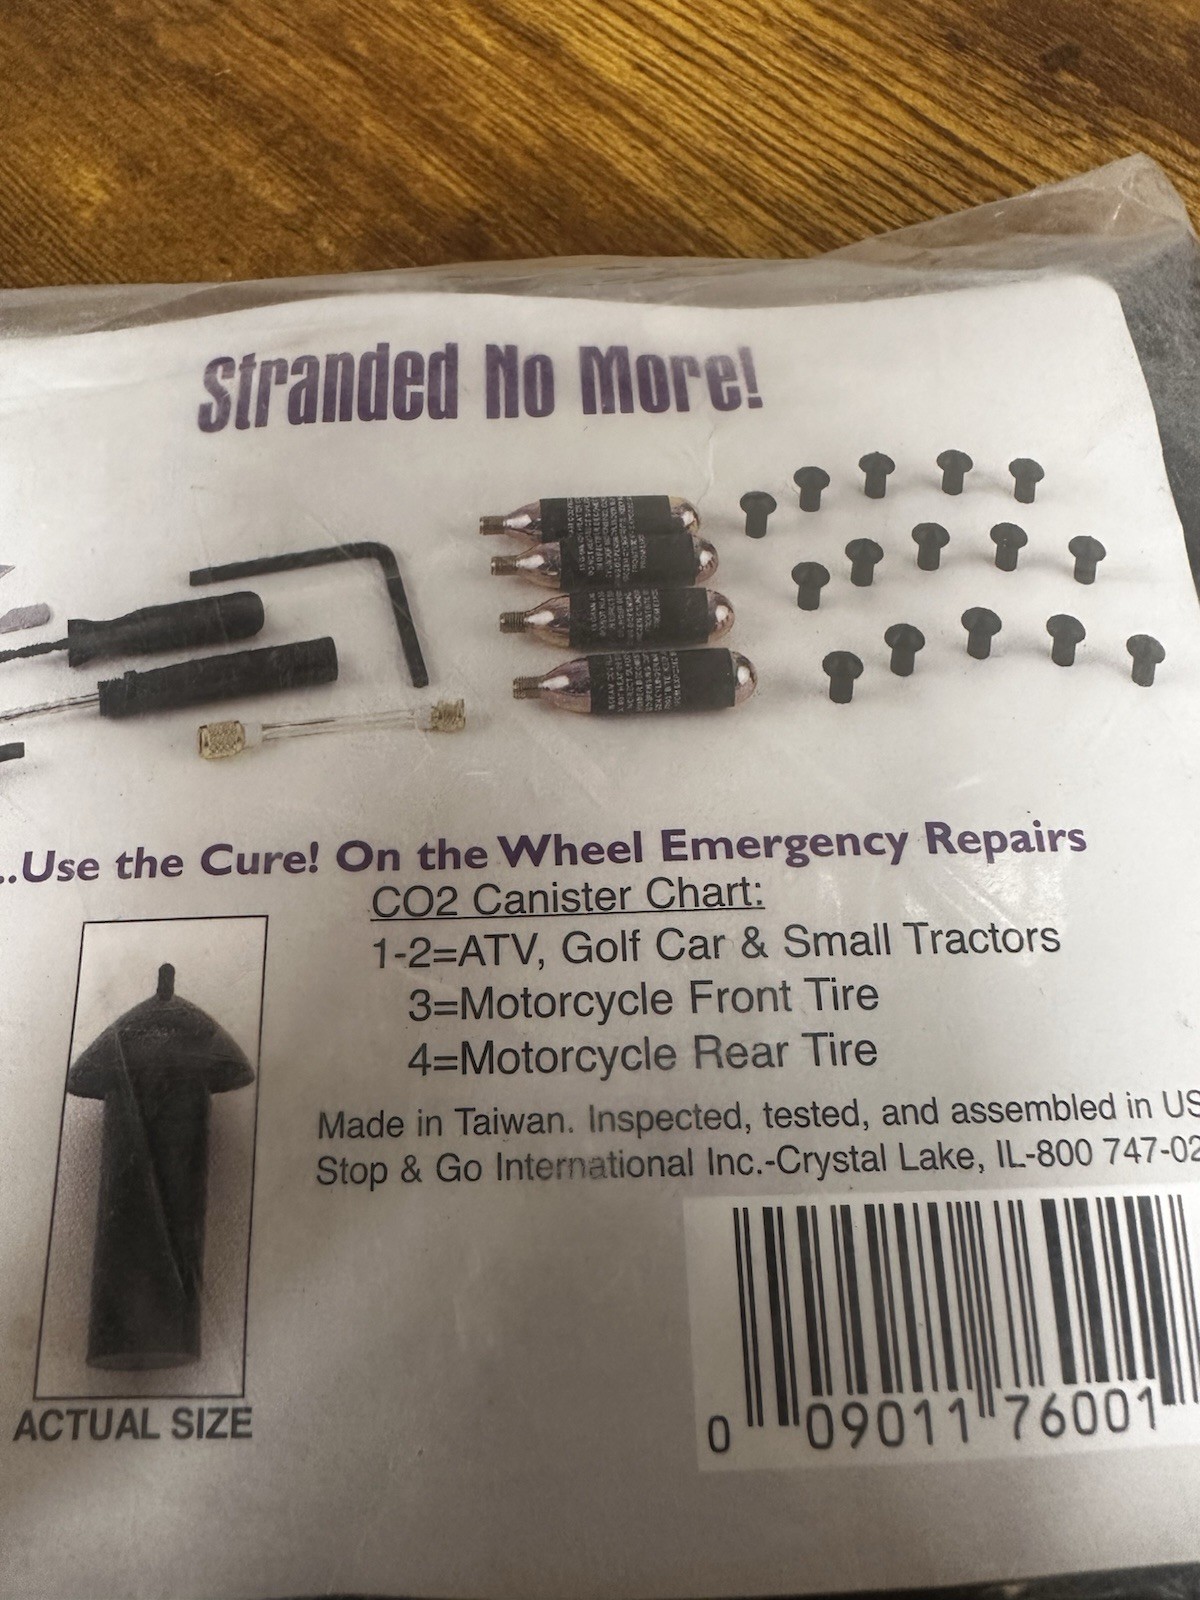 Stranded No More!
...Use the Cure! On the Wheel Emergency Repairs
CO2 Canister Chart:
1-2=ATV, Golf Car & Small Tractors
3=Motorcycle Front Tire
4=Motorcycle Rear Tire
Made in Taiwan. Inspected, tested, and assembled in US
Stop & Go International Inc.-Crystal Lake, IL-800 747-02
ACTUAL SIZE
0 09011 76001